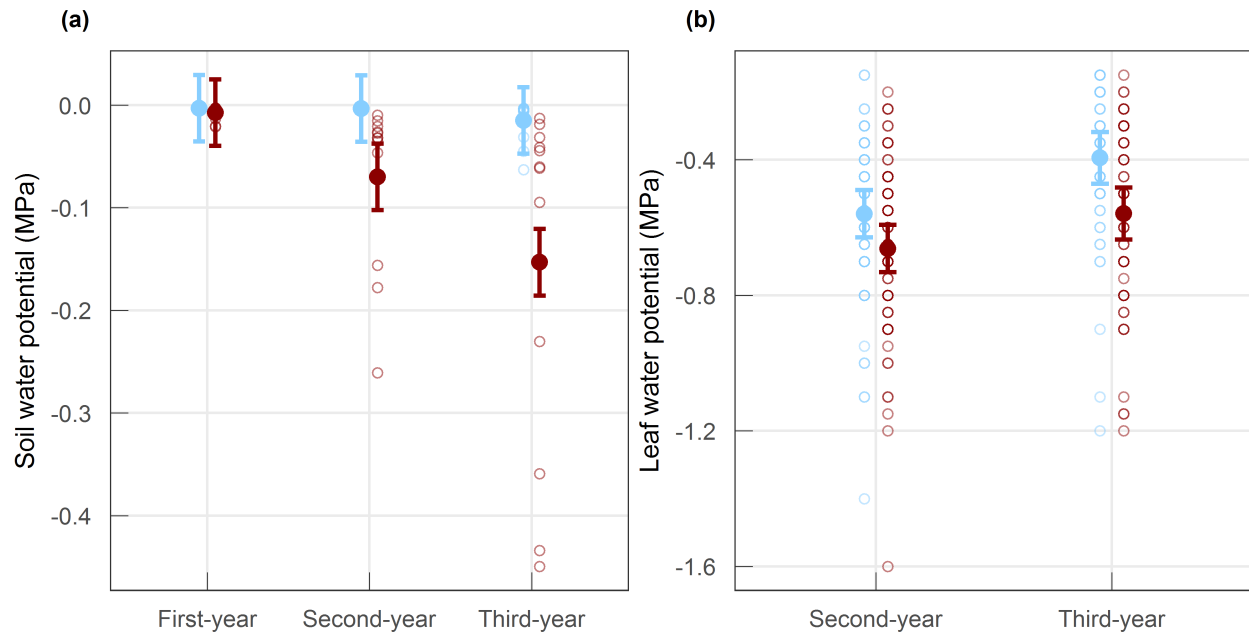 (a)
Soil water potential (MPa)
0.0
-0.1
-0.2
-0.3
-0.4
First-year
Second-year
Third-year
(b)
Leaf water potential (MPa)
-0.4
-0.8
-1.2
-1.6
Second-year
Third-year